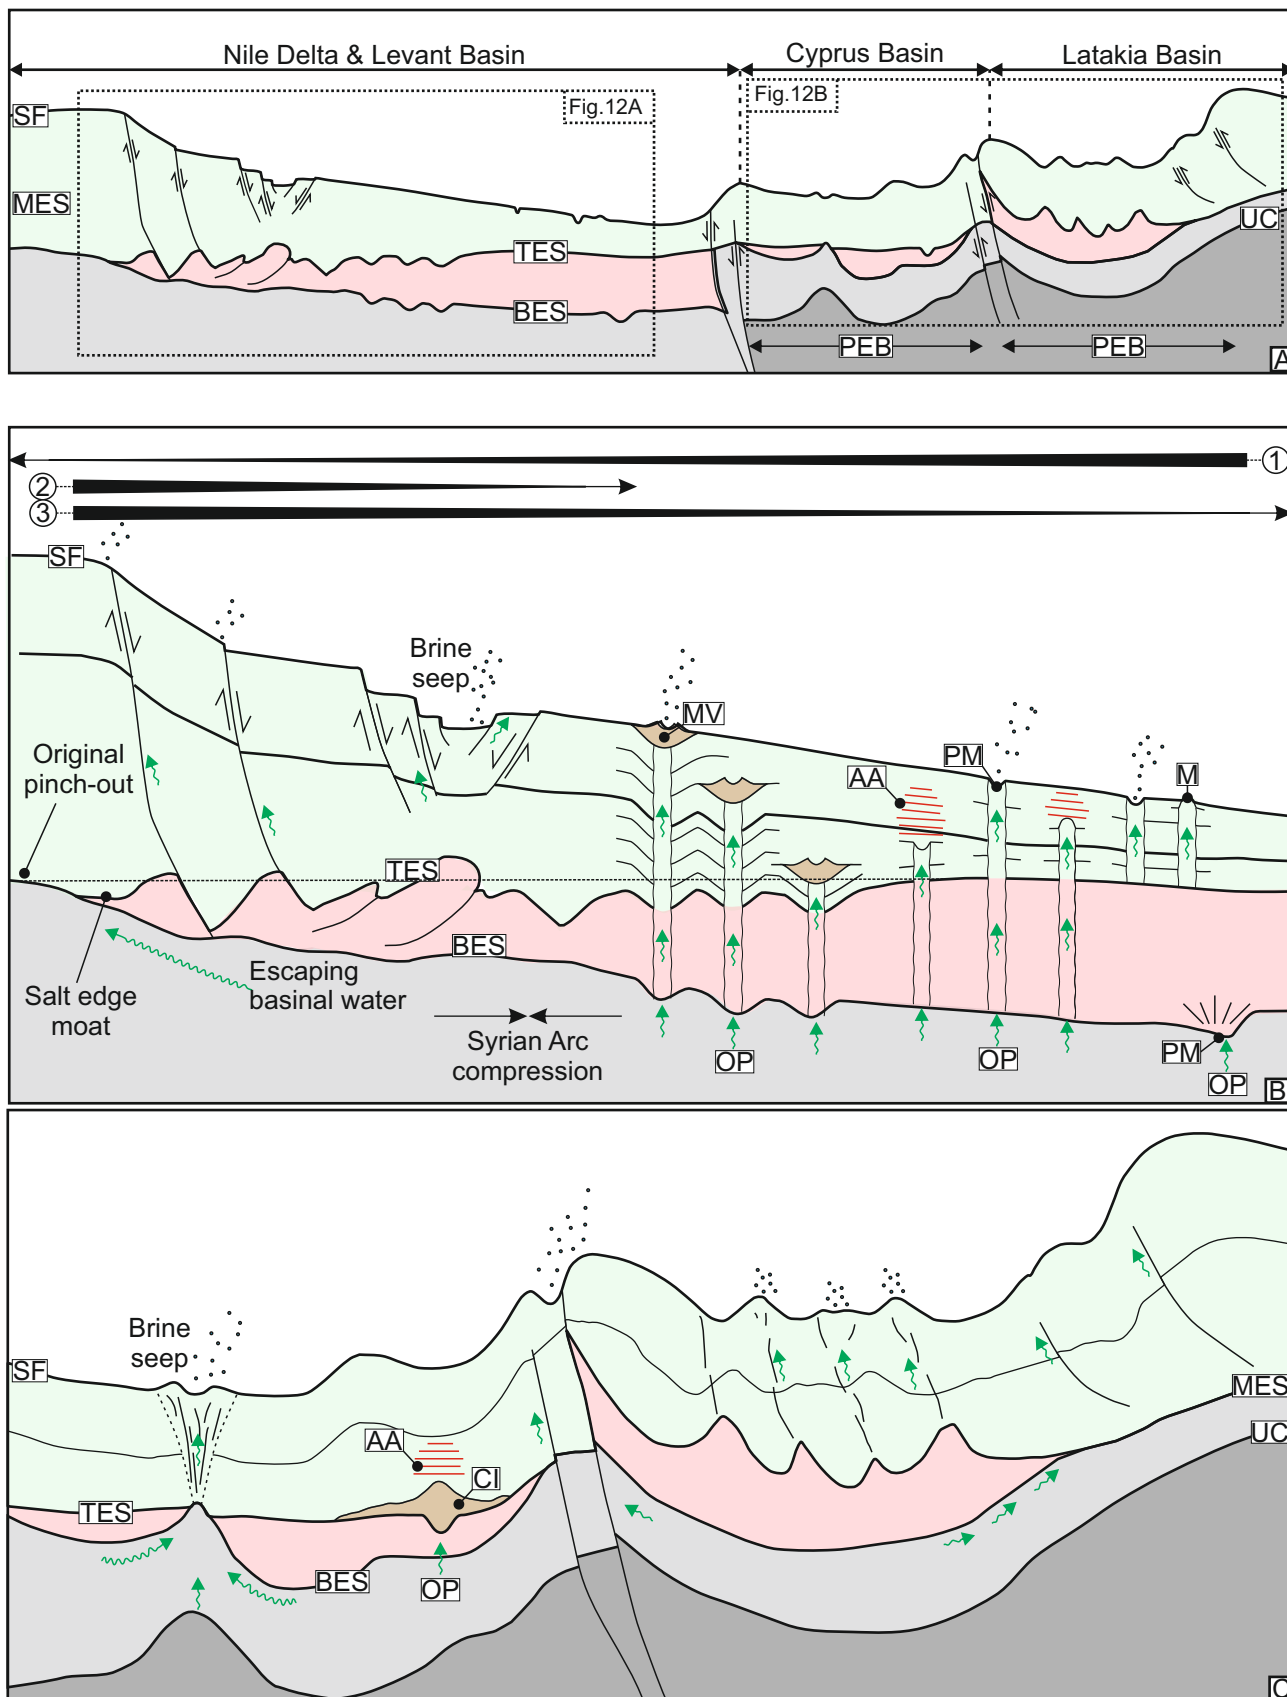 Nile Delta & Levant Basin
Cyprus Basin
Latakia Basin
Fig.12A
Fig.12B
SF
MES
UC
TES
BES
PEB
PEB
A
1
2
3
SF
Brine
seep
MV
PM
AA
M
Original
pinch-out
TES
BES
Escaping
basinal water
Salt edge
moat
Syrian Arc
compression
OP
OP
PM
OP
B
Brine
seep
SF
MES
AA
UC
CI
TES
BES
OP
C